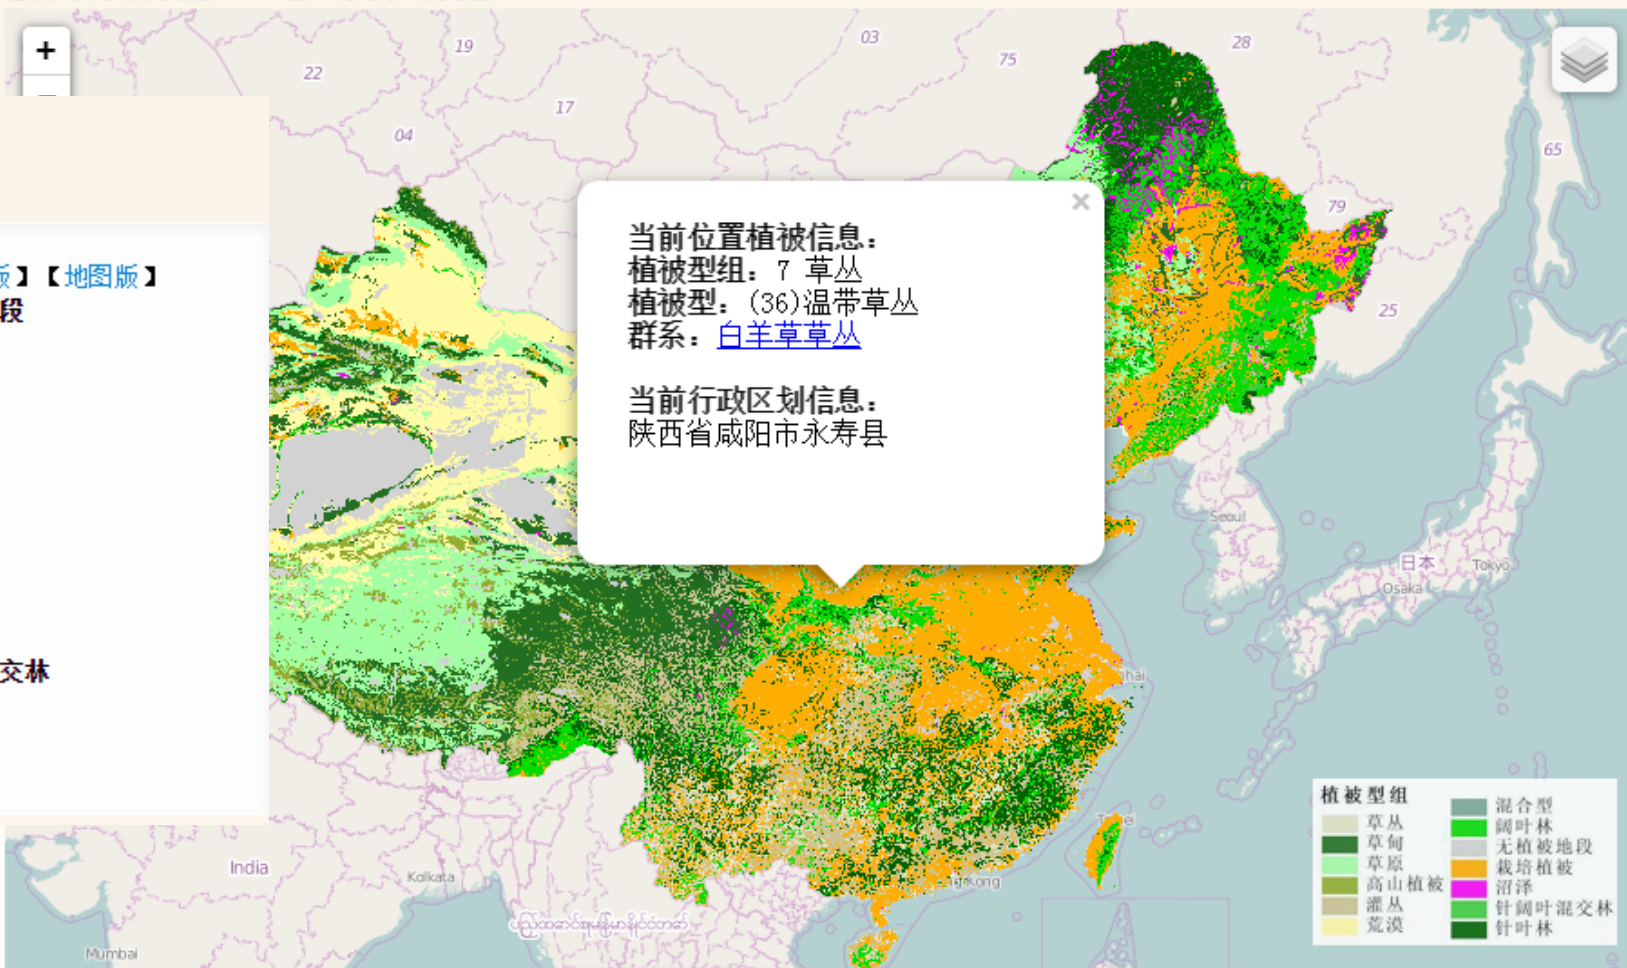 +
03
28
19
75
22
17
04
65
79
25
版】【地图版】
段
交林
×
当前位置植被信息：
植被型组：7 草丛
植被型：(36)温带草丛
群系：白羊草草丛
当前行政区划信息：
陕西省咸阳市永寿县
Seoul
日本
Tokyo
Osaka
hai
India
Kolkata
Mumbai
植被型组
草丛
草甸
草原
高山植被
灌丛
荒漠
混合型
阔叶林
无植被地段
栽培植被
沼泽
针阔叶混交林
针叶林